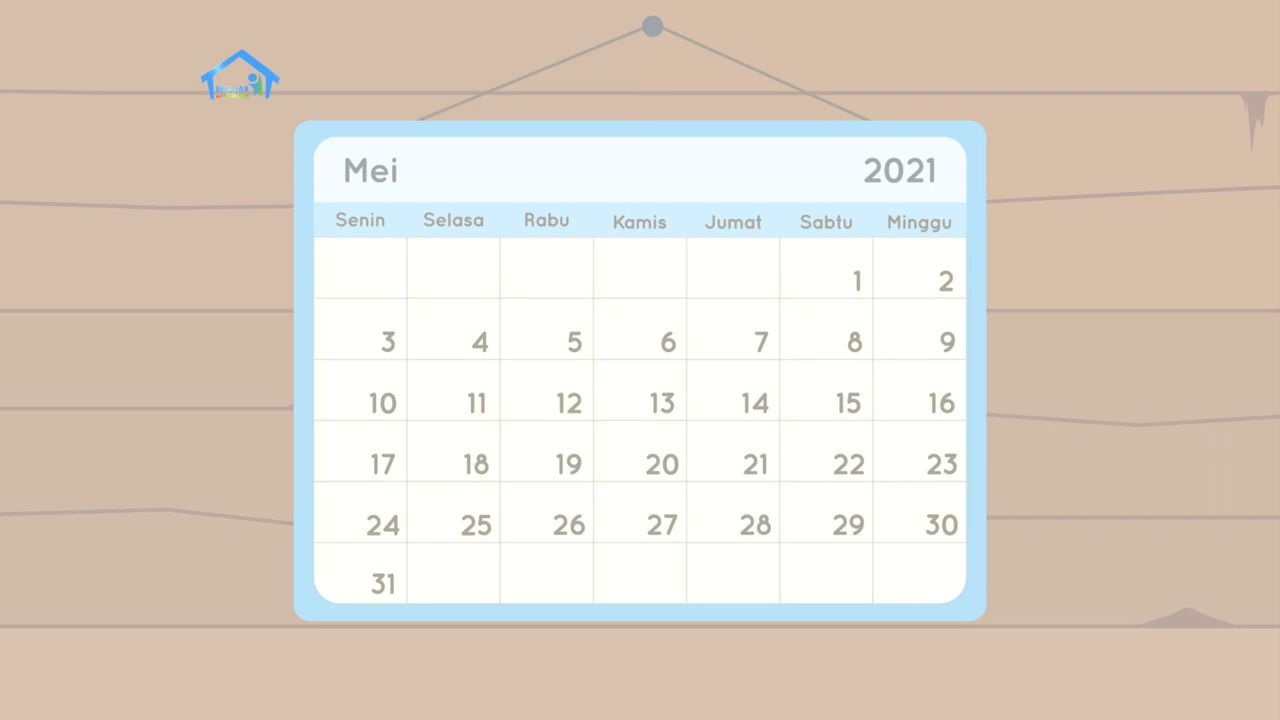 Mei 2021
Senin Selasa Rabu Kamis Jumat Sabtu Minggu
1 2
3 4 5 6 7 8 9
10 11 12 13 14 15 16
17 18 19 20 21 22 23
24 25 26 27 28 29 30
31